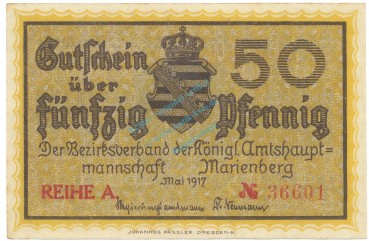 Gutschein 50
über
fünfzig Pfennig
Der Bezirksverband der Königl. Amtshaupt=
mannschaft Marienberg
Mai 1917
REIHE A. № 36601
JOHANNES PÄSSLER, DRESDEN-N.